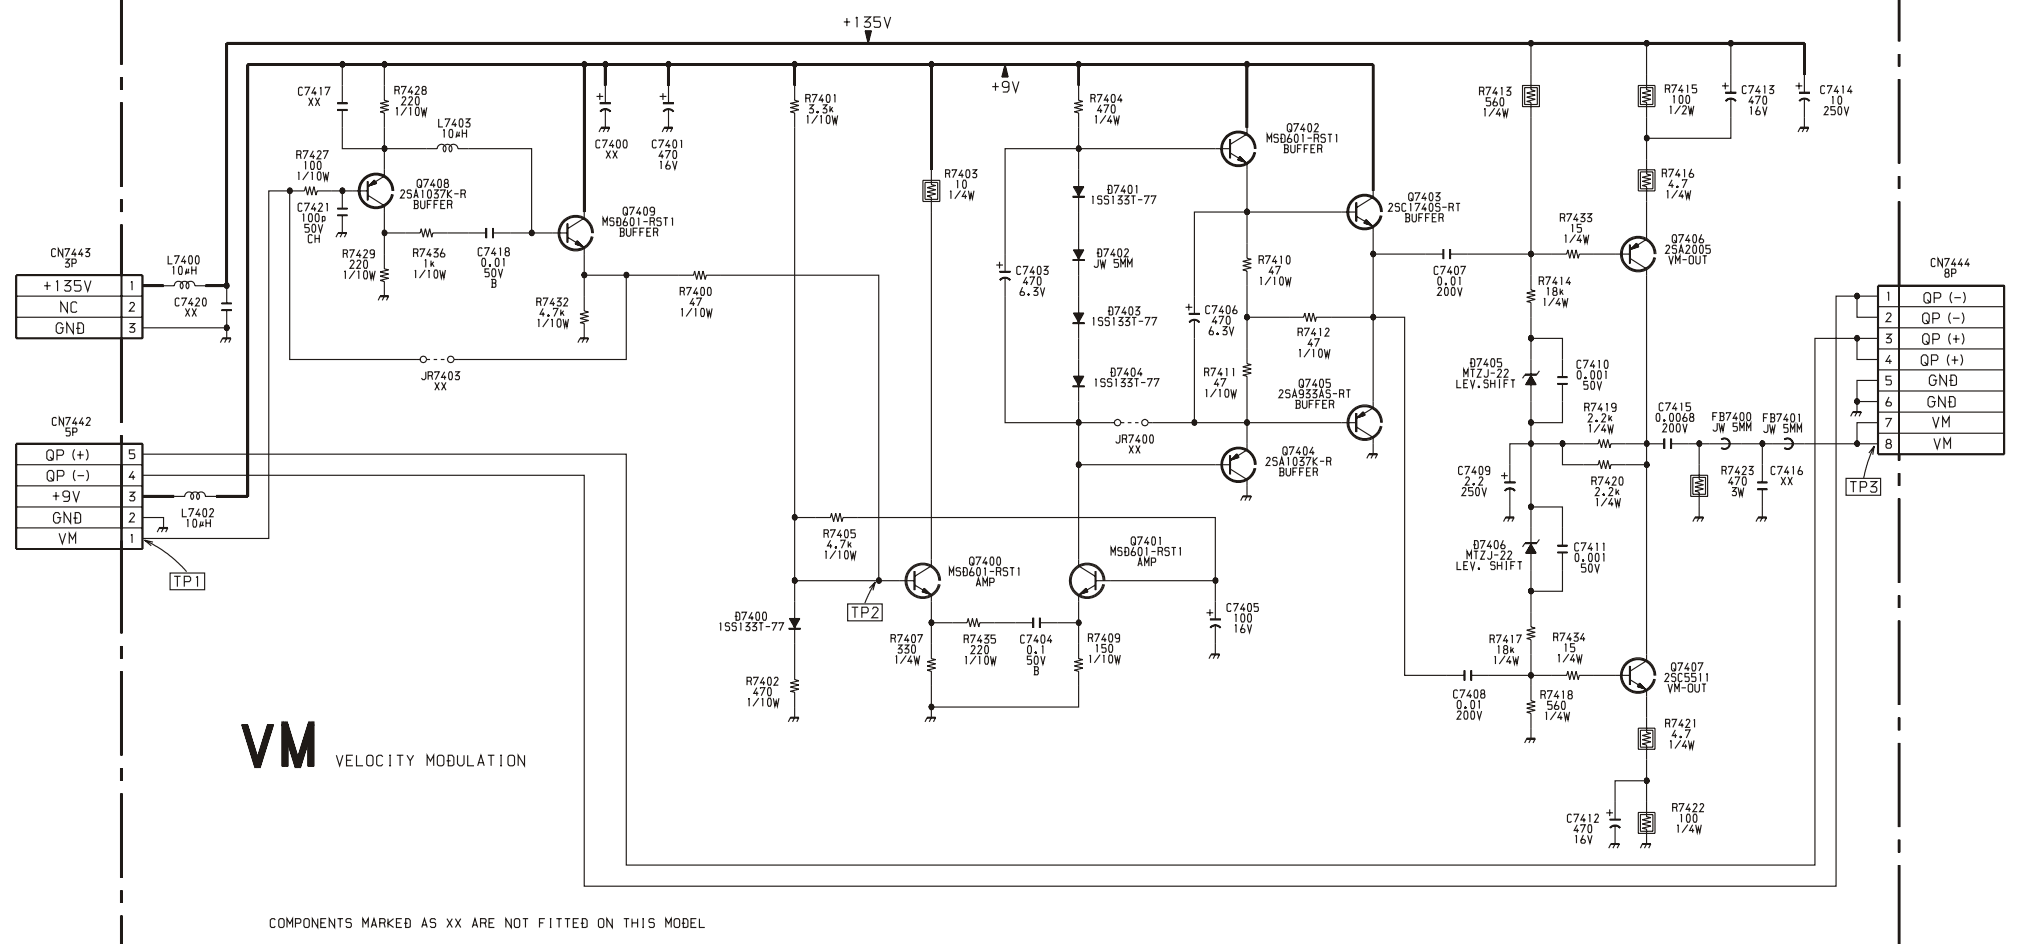 +135V
+9V
C7417
XX
R7428
220
1/10W
L7403
10µH
R7427
100
1/10W
C7421
100p
50V
CH
Q7408
2SA1037K-R
BUFFER
R7429
220
1/10W
R7436
1k
1/10W
C7418
0.01
50V
B
Q7409
MSD601-RST1
BUFFER
C7400
XX
C7401
470
16V
R7432
4.7k
1/10W
R7400
47
1/10W
JR7403
XX
R7401
3.3k
1/10W
R7403
10
1/4W
R7404
470
1/4W
D7401
1SS133T-77
D7402
JW 5MM
D7403
1SS133T-77
D7404
1SS133T-77
C7403
470
6.3V
C7406
470
6.3V
Q7402
MSD601-RST1
BUFFER
Q7403
2SC1740S-RT
BUFFER
R7410
47
1/10W
R7412
47
1/10W
R7411
47
1/10W
Q7405
2SA933AS-RT
BUFFER
JR7400
XX
Q7404
2SA1037K-R
BUFFER
R7405
4.7k
1/10W
Q7400
MSD601-RST1
AMP
Q7401
MSD601-RST1
AMP
TP2
D7400
1SS133T-77
R7402
470
1/10W
R7407
330
1/4W
R7435
220
1/10W
C7404
0.1
50V
B
R7409
150
1/10W
C7405
100
16V
R7413
560
1/4W
R7415
100
1/2W
C7413
470
16V
C7414
10
250V
R7416
4.7
1/4W
R7433
15
1/4W
Q7406
2SA2005
VM-OUT
C7407
0.01
200V
R7414
18k
1/4W
D7405
MTZJ-22
LEV.SHIFT
C7410
0.001
50V
R7419
2.2k
1/4W
C7415
0.0068
200V
FB7400
JW 5MM
FB7401
JW 5MM
C7409
2.2
250V
R7420
2.2k
1/4W
R7423
470
3W
C7416
XX
TP3
D7406
MTZJ-22
LEV. SHIFT
C7411
0.001
50V
R7417
18k
1/4W
R7434
15
1/4W
Q7407
2SC5511
VM-OUT
C7408
0.01
200V
R7418
560
1/4W
R7421
4.7
1/4W
C7412
470
16V
R7422
100
1/4W
CN7443
3P
+135V 1
NC 2
GND 3
L7400
10µH
C7420
XX
CN7442
5P
QP (+) 5
QP (-) 4
+9V 3
GND 2
VM 1
L7402
10µH
TP1
CN7444
8P
1 QP (-)
2 QP (-)
3 QP (+)
4 QP (+)
5 GND
6 GND
7 VM
8 VM
VM VELOCITY MODULATION
COMPONENTS MARKED AS XX ARE NOT FITTED ON THIS MODEL